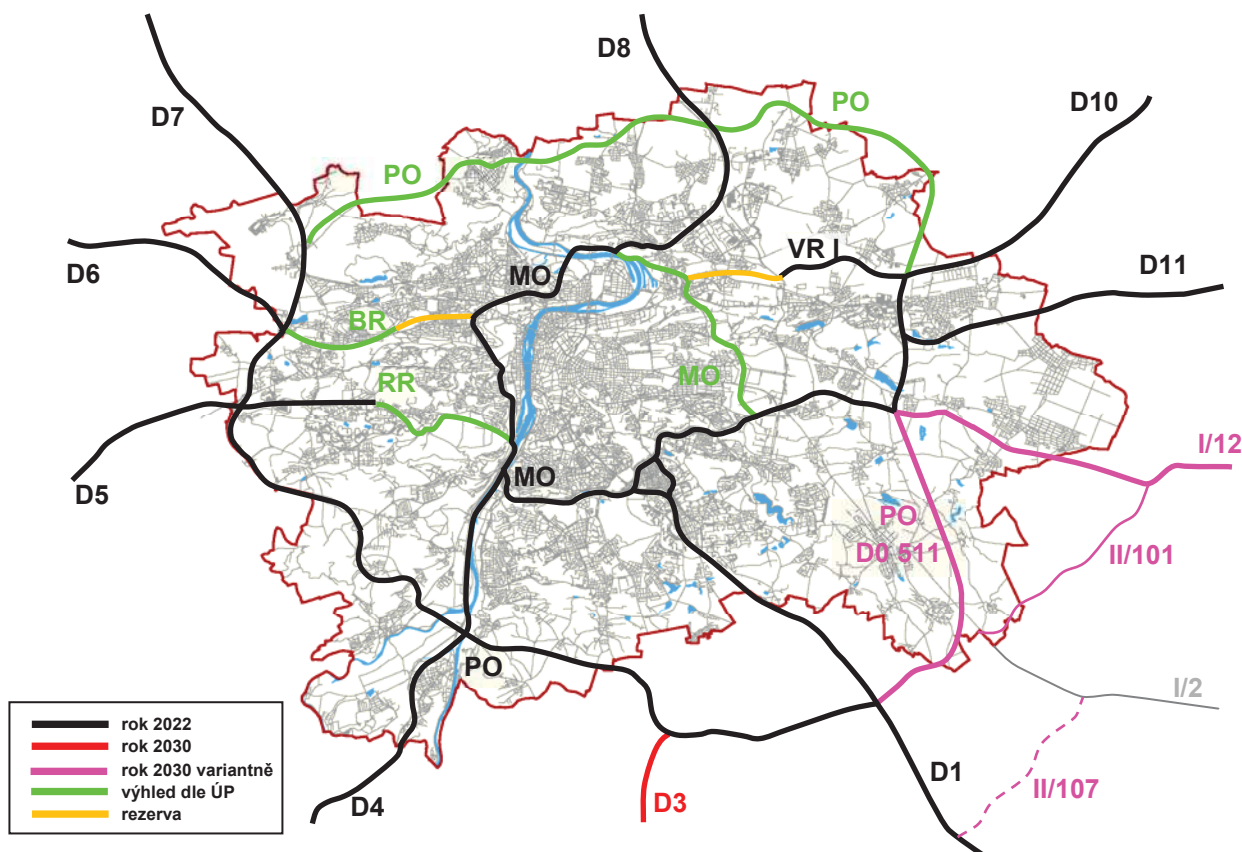 D8
D7
PO
D10
PO
D6
VR I
D11
MO
BR
RR
MO
I/12
D5
MO
PO
D0 511
II/101
PO
I/2
rok 2022
rok 2030
rok 2030 variantně
výhled dle ÚP
rezerva
D4
D3
D1
II/107